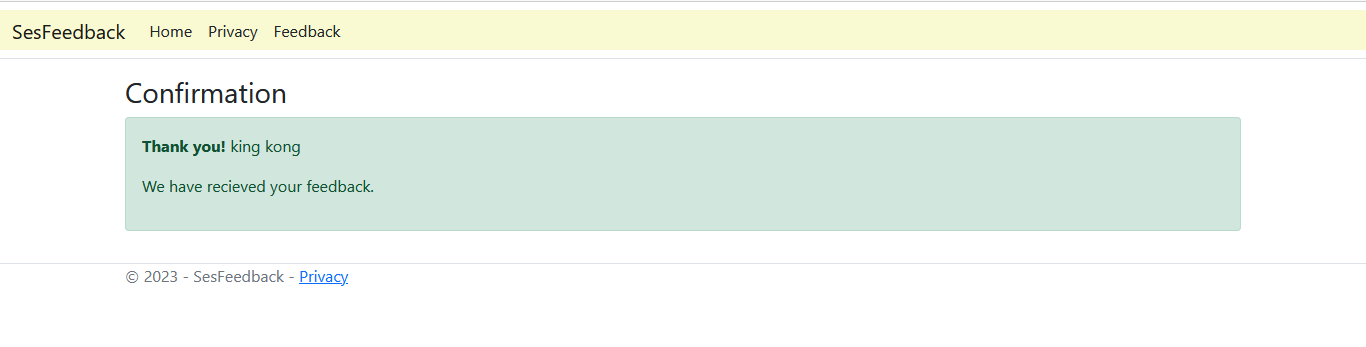 SesFeedback Home Privacy Feedback
Confirmation
Thank you! king kong
We have recieved your feedback.
© 2023 - SesFeedback - Privacy